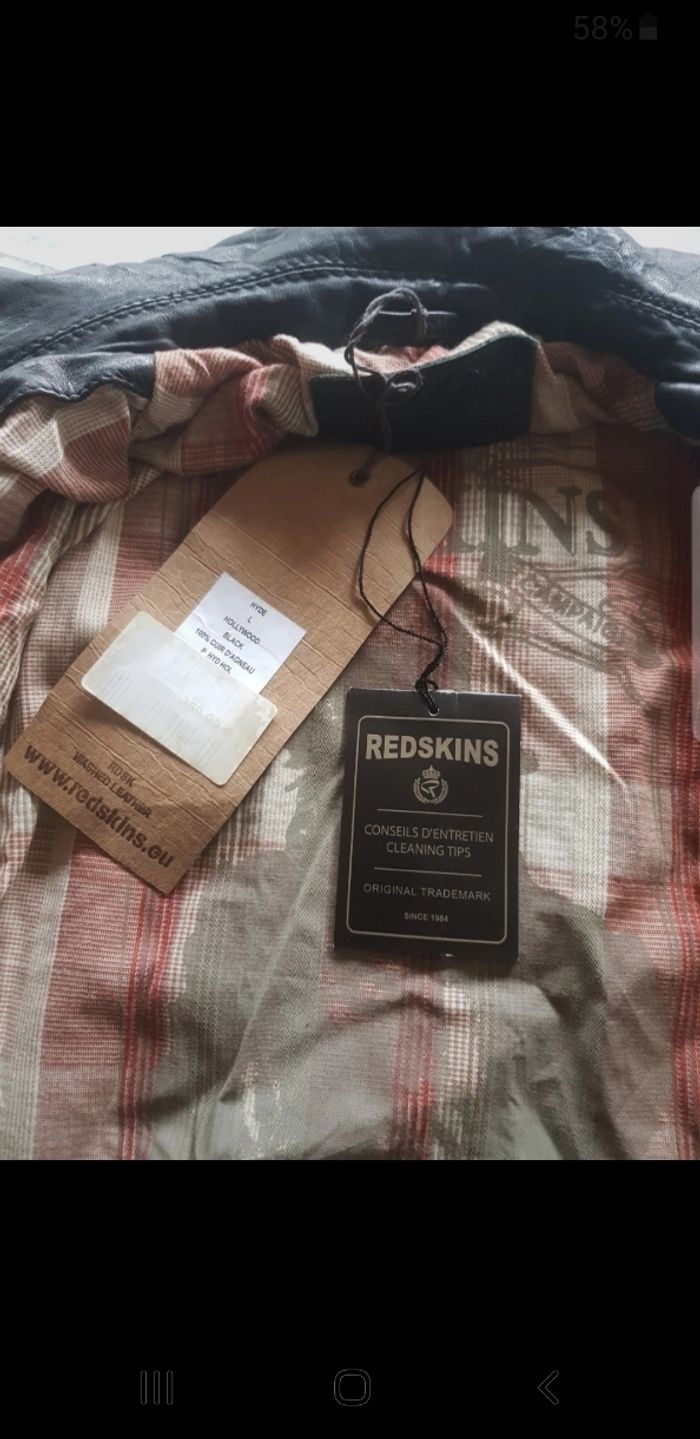 58%
HYDE
L
HOLLYWOOD
BLACK
100% CUIR D'AGNEAU
P HYD HOL
RDSK
WASHED LEATHER
www.redskins.eu
REDSKINS
CONSEILS D'ENTRETIEN
CLEANING TIPS
ORIGINAL TRADEMARK
SINCE 1984
KINS